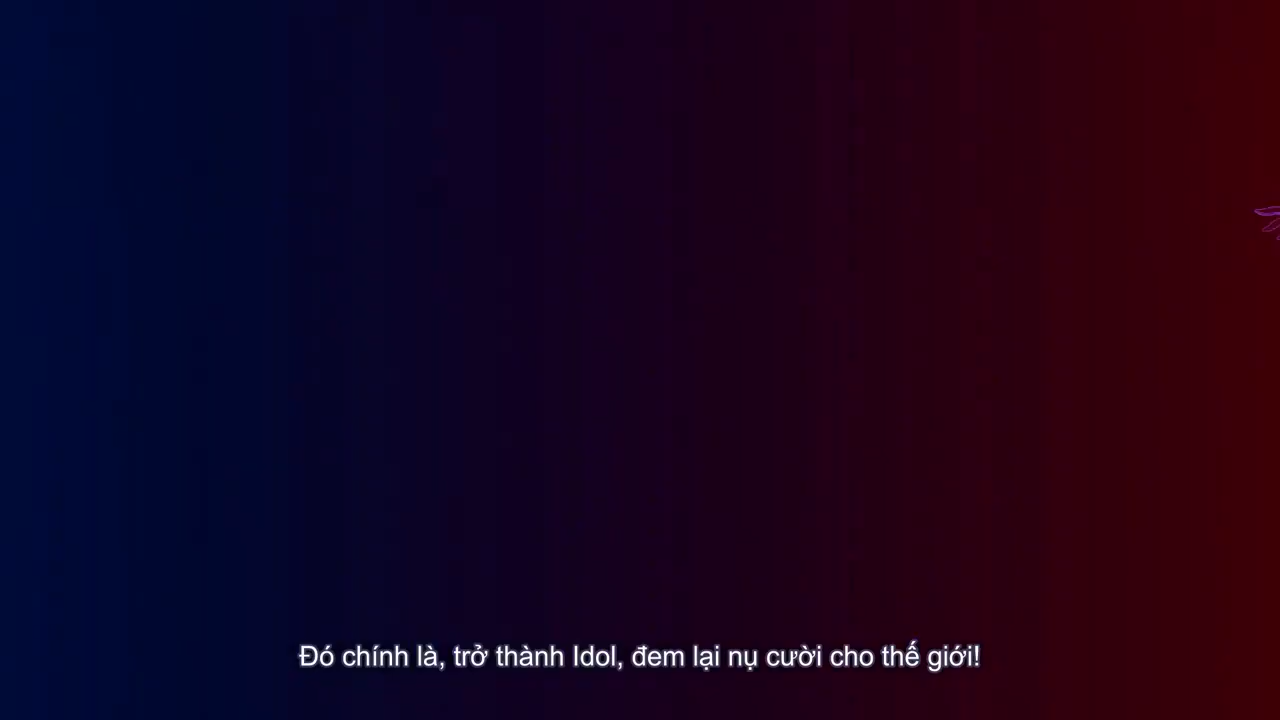 Đó chính là, trở thành Idol, đem lại nụ cười cho thế giới!